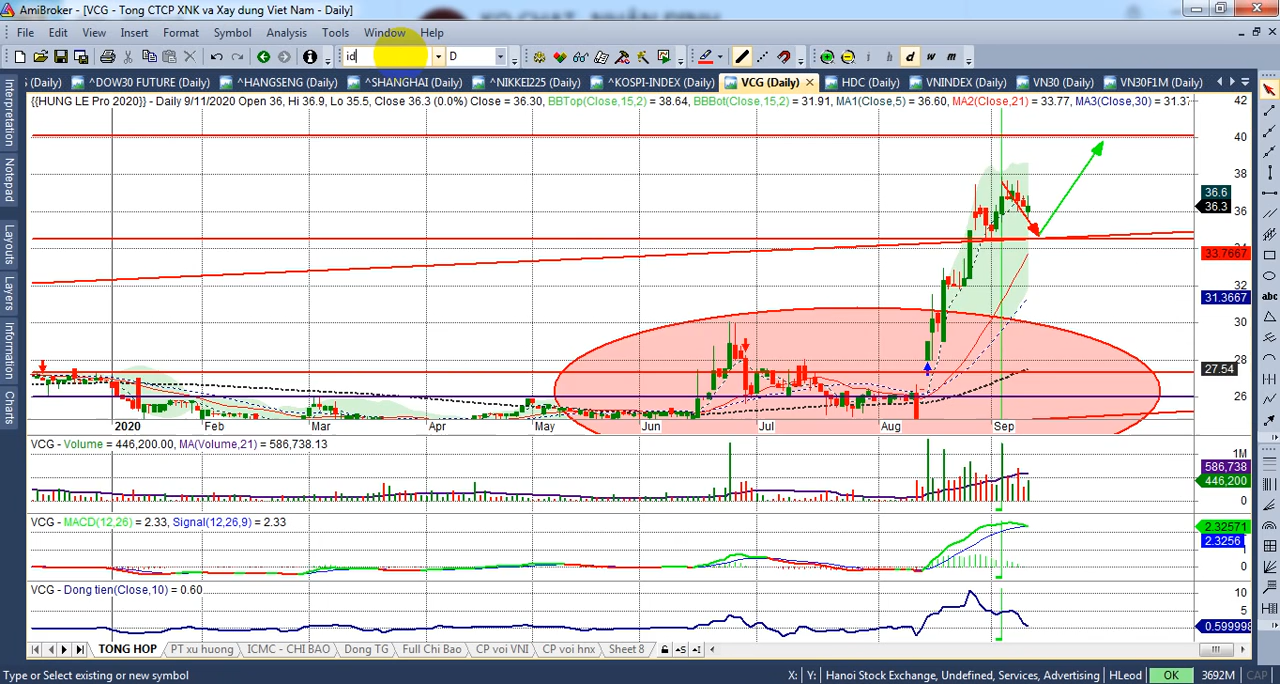 AmiBroker - [VCG - Tong CTCP XNK va Xay dung Viet Nam - Daily]
File Edit View Insert Format Symbol Analysis Tools Window Help
id D i h d w m
(Daily) ^DOW30 FUTURE (Daily) ^HANGSENG (Daily) ^SHANGHAI (Daily) ^NIKKEI225 (Daily) ^KOSPI-INDEX (Daily) VCG (Daily) HDC (Daily) VNINDEX (Daily) VN30 (Daily) VN30F1M (Daily)
{{HUNG LE Pro 2020}} - Daily 9/11/2020 Open 36, Hi 36.9, Lo 35.5, Close 36.3 (0.0%) Close = 36.30, BBTop(Close,15,2) = 38.64, BBBot(Close,15,2) = 31.91, MA1(Close,5) = 36.60, MA2(Close,21) = 33.77, MA3(Close,30) = 31.37
Interpretation
Notepad
Layouts
Layers
Information
Charts
abc
42
40
38
36.6
36.3
36
34
33.7667
32
31.3667
30
28
27.54
26
2020 Feb Mar Apr May Jun Jul Aug Sep
VCG - Volume = 446,200.00, MA(Volume,21) = 586,738.13
1M
586,738
446,200
0
VCG - MACD(12,26) = 2.33, Signal(12,26,9) = 2.33
2.32571
2.3256
0
VCG - Dong tien(Close,10) = 0.60
10
5
0.599998
TONG HOP PT xu huong ICMC - CHI BAO Dong TG Full Chi Bao CP voi VNI CP voi hnx Sheet 8
Type or Select existing or new symbol X: Y: Hanoi Stock Exchange, Undefined, Services, Advertising HLeod OK 3692M CAP